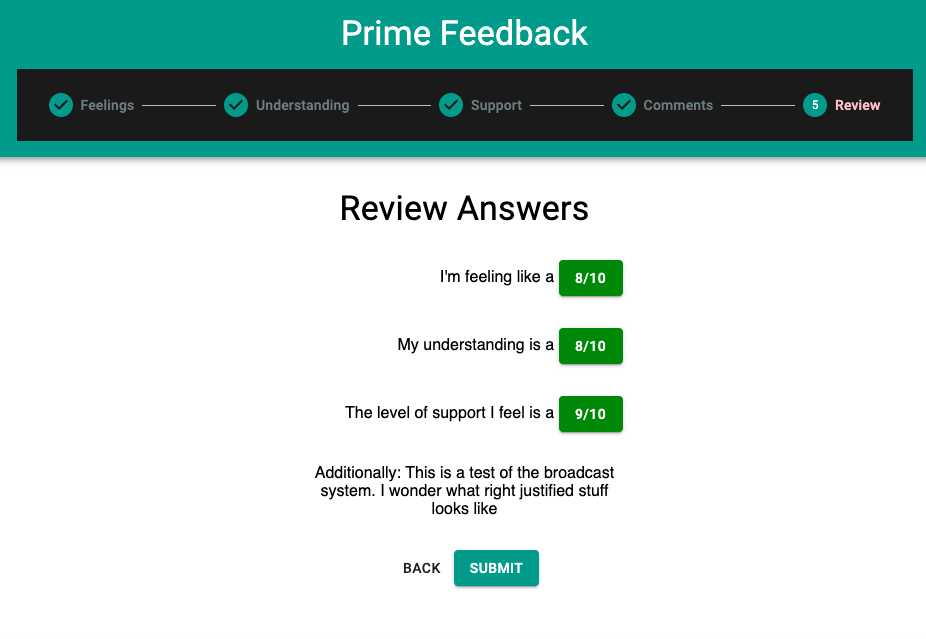 Prime Feedback
Feelings Understanding Support Comments 5 Review
Review Answers
I'm feeling like a 8/10
My understanding is a 8/10
The level of support I feel is a 9/10
Additionally: This is a test of the broadcast
system. I wonder what right justified stuff
looks like
BACK SUBMIT